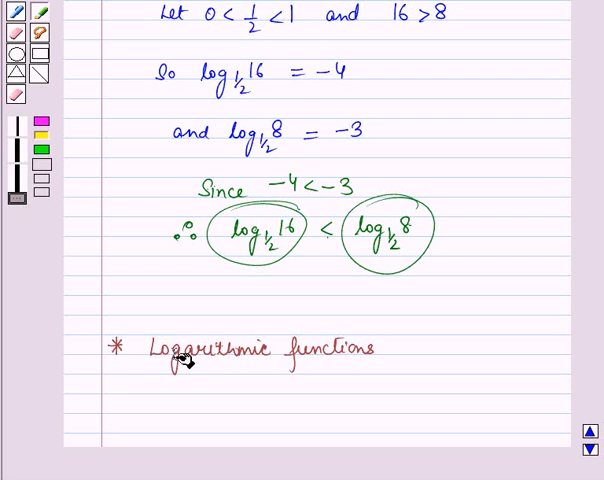 Let 0 < 1/2 < 1 and 16 > 8
So log1/2 16 = -4
and log1/2 8 = -3
Since -4 < -3
∴ log1/2 16 < log1/2 8
* Logarithmic functions